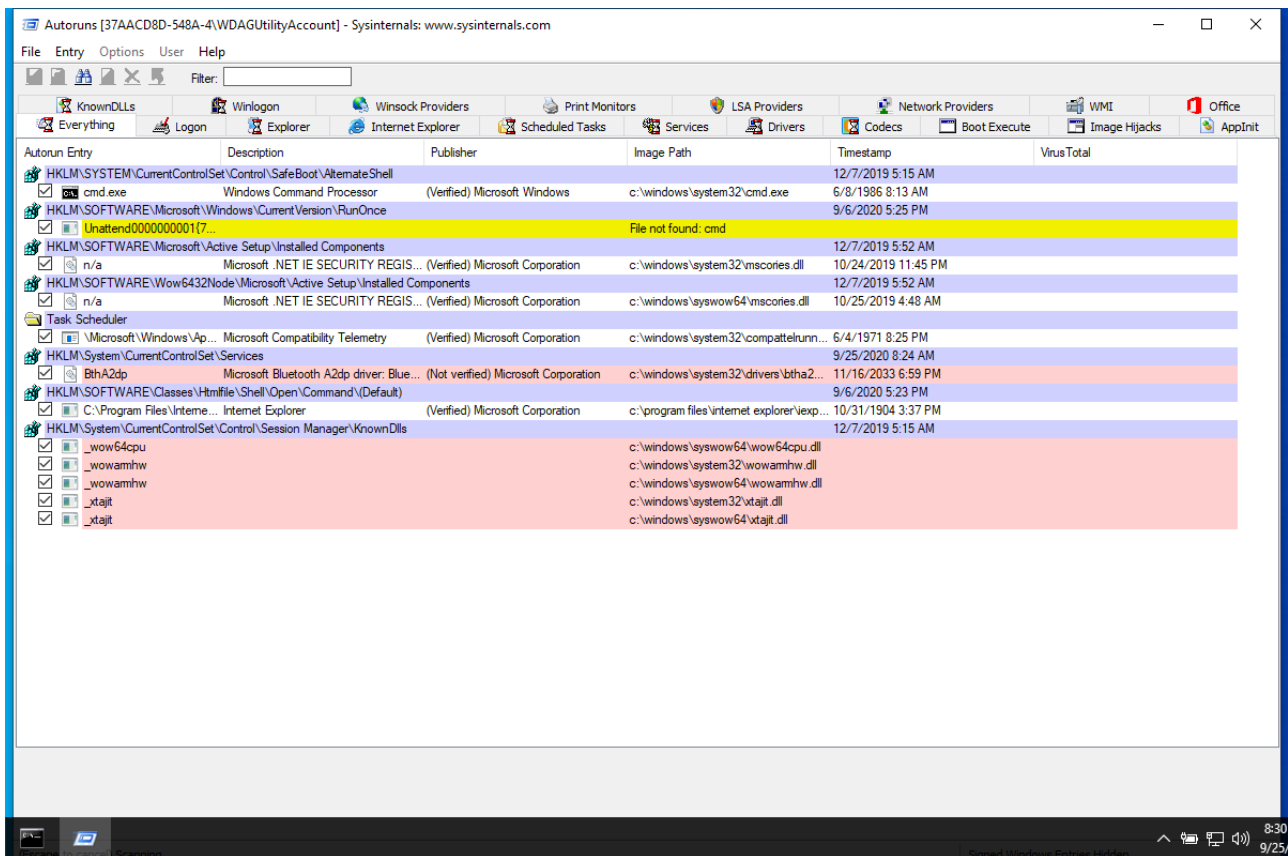 Autoruns [37AACD8D-548A-4\WDAGUtilityAccount] - Sysinternals: www.sysinternals.com
File Entry Options User Help
Filter:
KnownDLLs Winlogon Winsock Providers Print Monitors LSA Providers Network Providers WMI Office
Everything Logon Explorer Internet Explorer Scheduled Tasks Services Drivers Codecs Boot Execute Image Hijacks AppInit
Autorun Entry Description Publisher Image Path Timestamp VirusTotal
HKLM\SYSTEM\CurrentControlSet\Control\SafeBoot\AlternateShell 12/7/2019 5:15 AM
cmd.exe Windows Command Processor (Verified) Microsoft Windows c:\windows\system32\cmd.exe 6/8/1986 8:13 AM
HKLM\SOFTWARE\Microsoft\Windows\CurrentVersion\RunOnce 9/6/2020 5:25 PM
Unattend0000000001{7... File not found: cmd
HKLM\SOFTWARE\Microsoft\Active Setup\Installed Components 12/7/2019 5:52 AM
n/a Microsoft .NET IE SECURITY REGIS... (Verified) Microsoft Corporation c:\windows\system32\mscories.dll 10/24/2019 11:45 PM
HKLM\SOFTWARE\Wow6432Node\Microsoft\Active Setup\Installed Components 12/7/2019 5:52 AM
n/a Microsoft .NET IE SECURITY REGIS... (Verified) Microsoft Corporation c:\windows\syswow64\mscories.dll 10/25/2019 4:48 AM
Task Scheduler
\Microsoft\Windows\Ap... Microsoft Compatibility Telemetry (Verified) Microsoft Corporation c:\windows\system32\compattelrunn... 6/4/1971 8:25 PM
HKLM\System\CurrentControlSet\Services 9/25/2020 8:24 AM
BthA2dp Microsoft Bluetooth A2dp driver: Blue... (Not verified) Microsoft Corporation c:\windows\system32\drivers\btha2... 11/16/2033 6:59 PM
HKLM\SOFTWARE\Classes\Htmlfile\Shell\Open\Command\(Default) 9/6/2020 5:23 PM
C:\Program Files\Interne... Internet Explorer (Verified) Microsoft Corporation c:\program files\internet explorer\iexp... 10/31/1904 3:37 PM
HKLM\System\CurrentControlSet\Control\Session Manager\KnownDlls 12/7/2019 5:15 AM
_wow64cpu c:\windows\syswow64\wow64cpu.dll
_wowarmhw c:\windows\system32\wowarmhw.dll
_wowarmhw c:\windows\syswow64\wowarmhw.dll
_xtajit c:\windows\system32\xtajit.dll
_xtajit c:\windows\syswow64\xtajit.dll
8:30
9/25/
(Escape to cancel) Scanning Signed Windows Entries Hidden